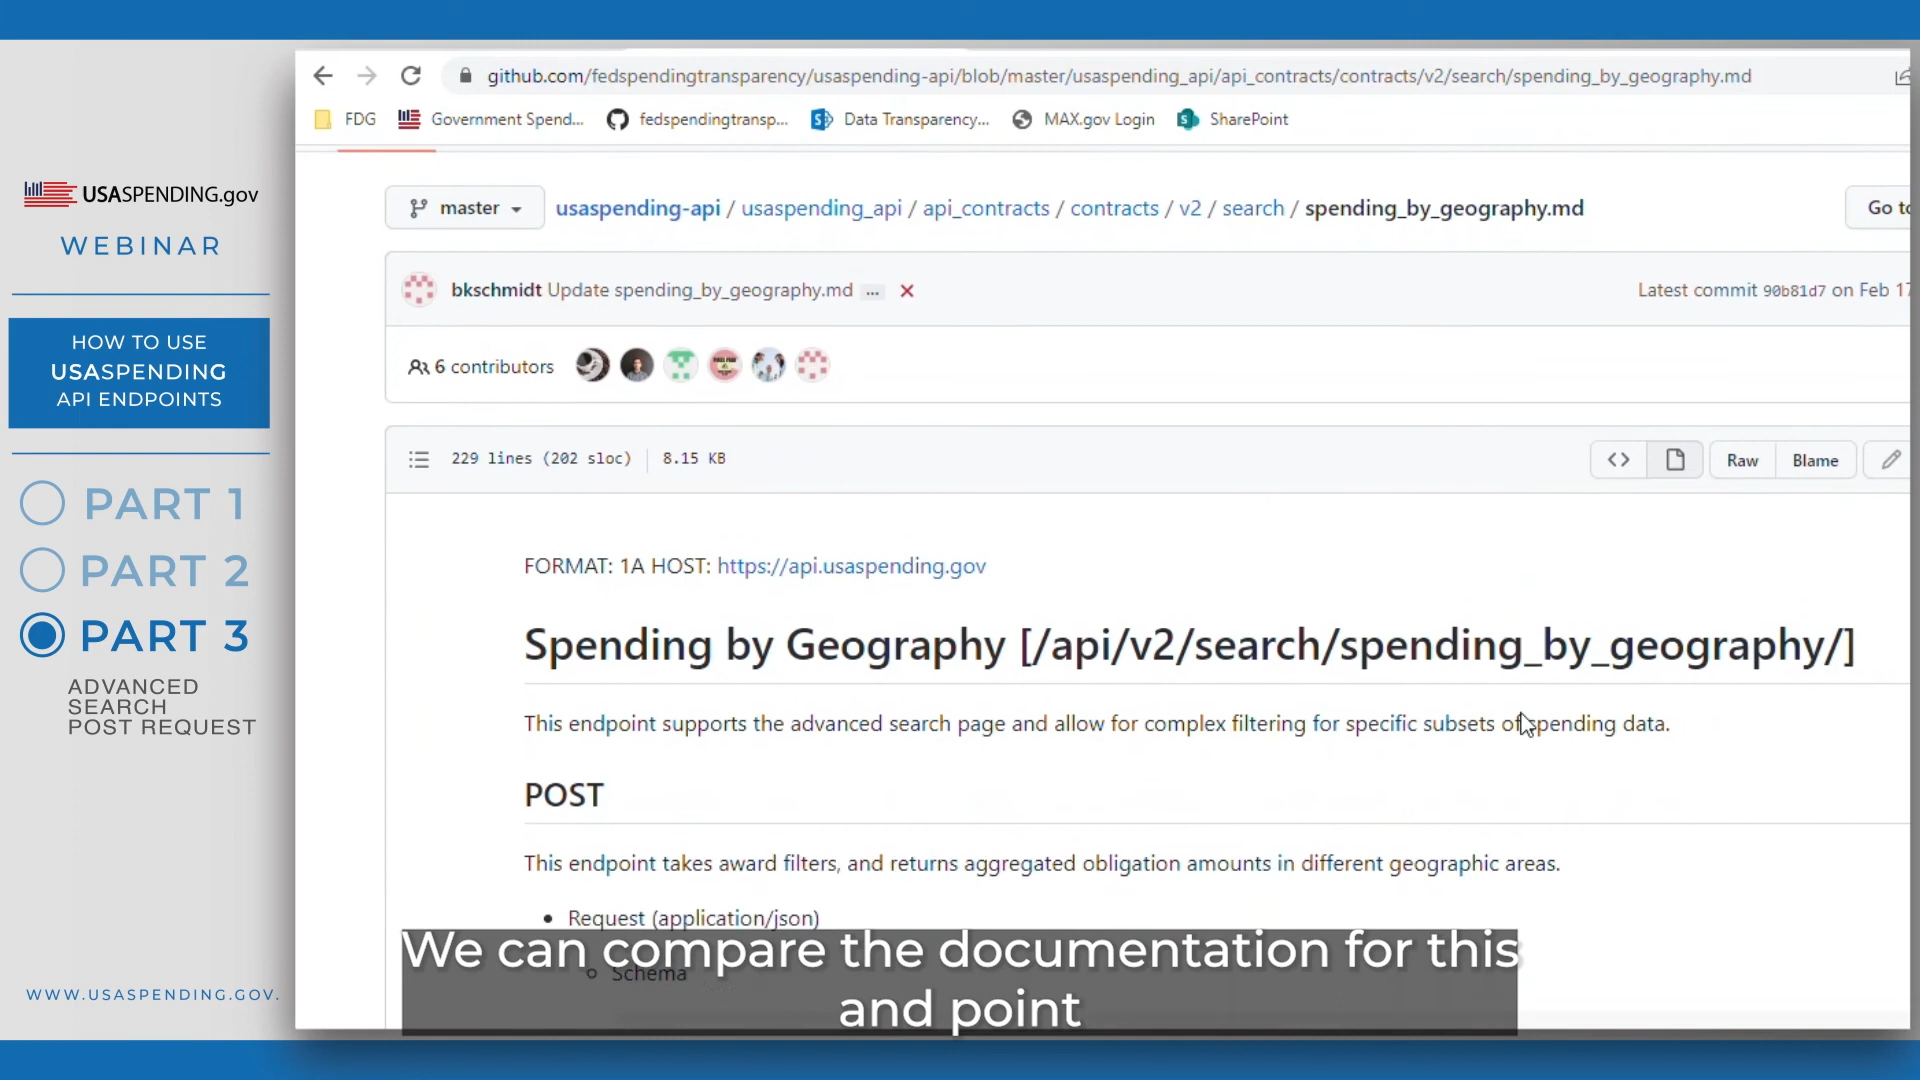 USASPENDING.gov
WEBINAR
HOW TO USE
USASPENDING
API ENDPOINTS
PART 1
PART 2
PART 3
ADVANCED
SEARCH
POST REQUEST
WWW.USASPENDING.GOV.
github.com/fedspendingtransparency/usaspending-api/blob/master/usaspending_api/api_contracts/contracts/v2/search/spending_by_geography.md
FDG Government Spend... fedspendingtransp... Data Transparency... MAX.gov Login SharePoint
master usaspending-api / usaspending_api / api_contracts / contracts / v2 / search / spending_by_geography.md Go to
bkschmidt Update spending_by_geography.md ... Latest commit 90b81d7 on Feb 17
6 contributors
229 lines (202 sloc) 8.15 KB Raw Blame
FORMAT: 1A HOST: https://api.usaspending.gov
Spending by Geography [/api/v2/search/spending_by_geography/]
This endpoint supports the advanced search page and allow for complex filtering for specific subsets of spending data.
POST
This endpoint takes award filters, and returns aggregated obligation amounts in different geographic areas.
Request (application/json)
Schema
We can compare the documentation for this
and point